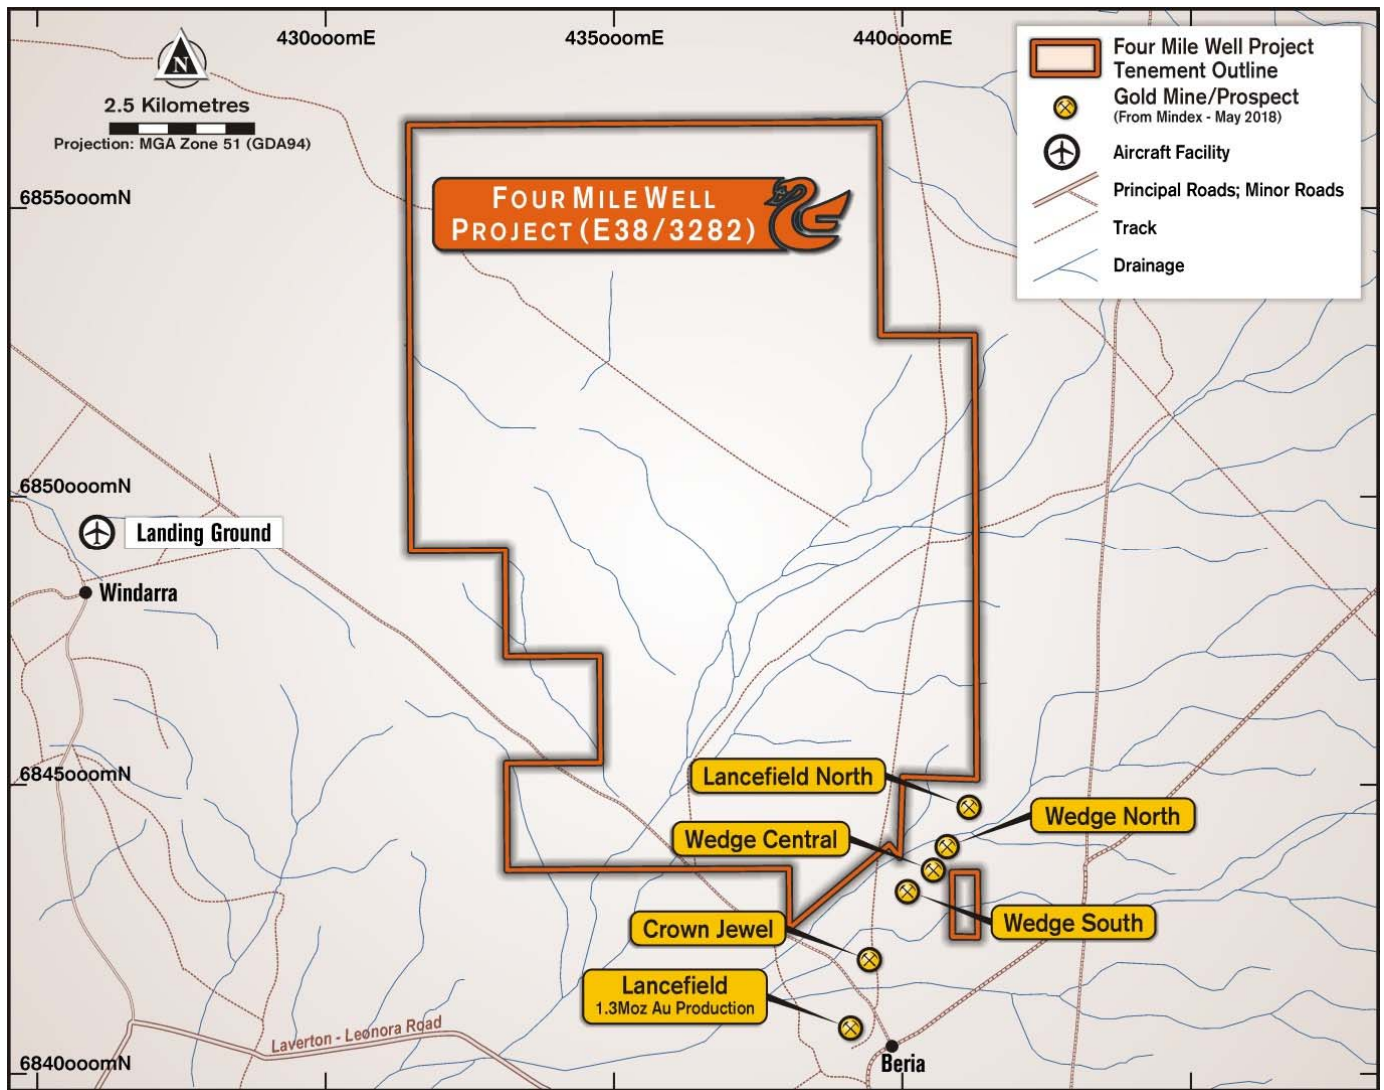 430000mE
435000mE
440000mE
N
2.5 Kilometres
Projection: MGA Zone 51 (GDA94)
Four Mile Well Project
Tenement Outline
Gold Mine/Prospect
(From Mindex - May 2018)
Aircraft Facility
Principal Roads; Minor Roads
Track
Drainage
6855000mN
FOUR MILE WELL
PROJECT (E38/3282)
6850000mN
Landing Ground
Windarra
6845000mN
Lancefield North
Wedge North
Wedge Central
Wedge South
Crown Jewel
Lancefield
1.3Moz Au Production
Laverton - Leonora Road
Beria
6840000mN